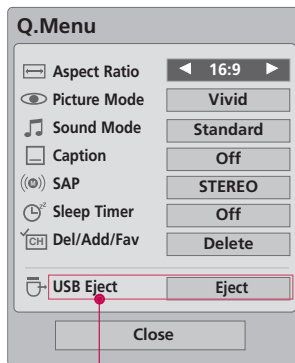 Q.Menu
Aspect Ratio ◄ 16:9 ►
Picture Mode Vivid
Sound Mode Standard
Caption Off
SAP STEREO
Sleep Timer Off
CH Del/Add/Fav Delete
USB Eject Eject
Close